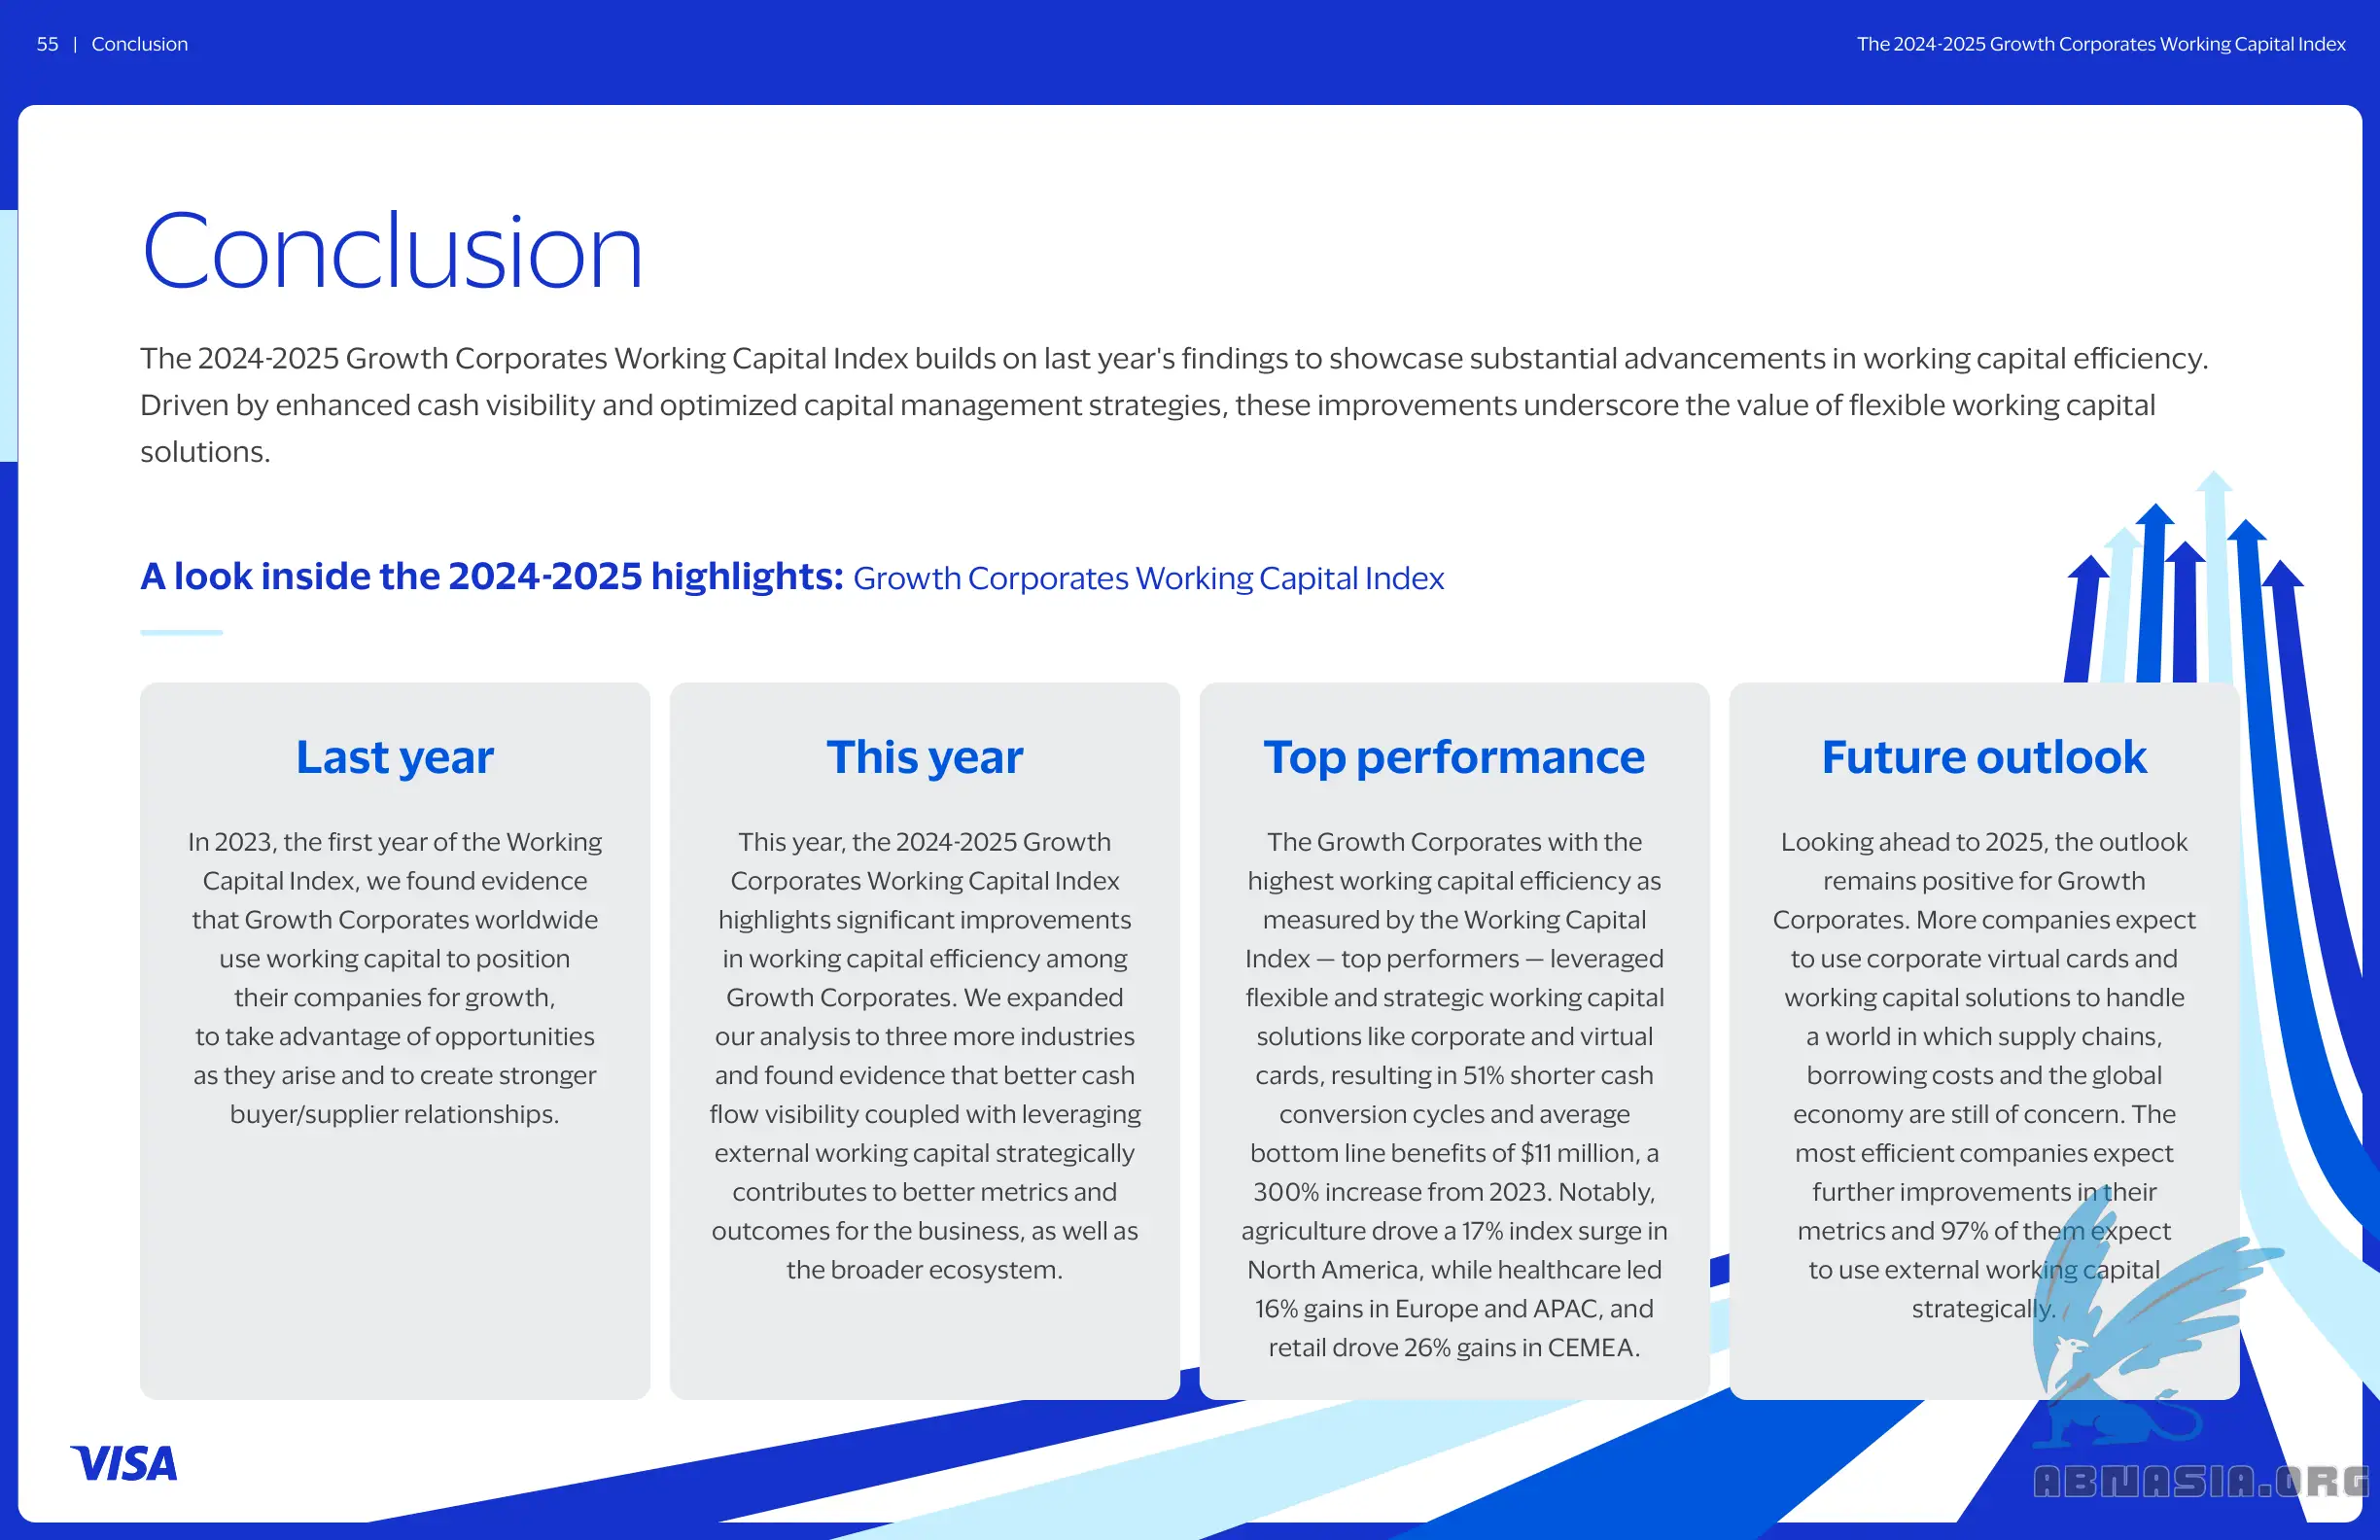 55 | Conclusion
The 2024-2025 Growth Corporates Working Capital Index
Conclusion
The 2024-2025 Growth Corporates Working Capital Index builds on last year's findings to showcase substantial advancements in working capital efficiency.
Driven by enhanced cash visibility and optimized capital management strategies, these improvements underscore the value of flexible working capital
solutions.
A look inside the 2024-2025 highlights: Growth Corporates Working Capital Index
Last year
In 2023, the first year of the Working
Capital Index, we found evidence
that Growth Corporates worldwide
use working capital to position
their companies for growth,
to take advantage of opportunities
as they arise and to create stronger
buyer/supplier relationships.
This year
This year, the 2024-2025 Growth
Corporates Working Capital Index
highlights significant improvements
in working capital efficiency among
Growth Corporates. We expanded
our analysis to three more industries
and found evidence that better cash
flow visibility coupled with leveraging
external working capital strategically
contributes to better metrics and
outcomes for the business, as well as
the broader ecosystem.
Top performance
The Growth Corporates with the
highest working capital efficiency as
measured by the Working Capital
Index — top performers — leveraged
flexible and strategic working capital
solutions like corporate and virtual
cards, resulting in 51% shorter cash
conversion cycles and average
bottom line benefits of $11 million, a
300% increase from 2023. Notably,
agriculture drove a 17% index surge in
North America, while healthcare led
16% gains in Europe and APAC, and
retail drove 26% gains in CEMEA.
Future outlook
Looking ahead to 2025, the outlook
remains positive for Growth
Corporates. More companies expect
to use corporate virtual cards and
working capital solutions to handle
a world in which supply chains,
borrowing costs and the global
economy are still of concern. The
most efficient companies expect
further improvements in their
metrics and 97% of them expect
to use external working capital
strategically.
VISA
ABNASIA.ORG